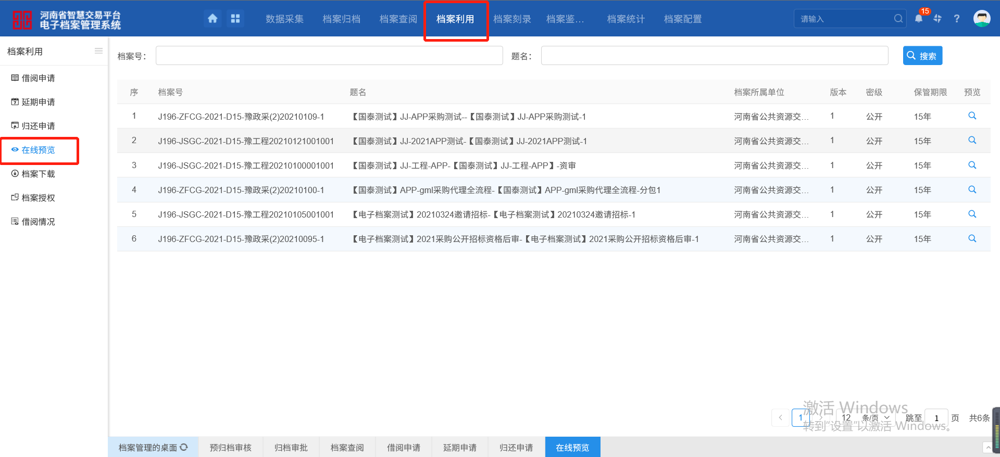 河南省智慧交易平台
电子档案管理系统
数据采集 档案归档 档案查阅 档案利用 档案刻录 档案鉴... 档案统计 档案配置
请输入
15
?
档案利用
借阅申请
延期申请
归还申请
在线预览
档案下载
档案授权
借阅情况
档案号: 题名: 搜索
序 档案号 题名 档案所属单位 版本 密级 保管期限 预览
1 J196-ZFCG-2021-D15-豫政采(2)20210109-1 【国泰测试】JJ-APP采购测试--【国泰测试】JJ-APP采购测试-1 河南省公共资源交... 1 公开 15年
2 J196-JSGC-2021-D15-豫工程20210121001001 【国泰测试】JJ-2021APP测试-【国泰测试】JJ-2021APP测试-1 河南省公共资源交... 1 公开 15年
3 J196-JSGC-2021-D15-豫工程20210100001001 【国泰测试】JJ-工程-APP-【国泰测试】JJ-工程-APP】-资审 河南省公共资源交... 1 公开 15年
4 J196-ZFCG-2021-D15-豫政采(2)20210100-1 【国泰测试】APP-gml采购代理全流程-【国泰测试】APP-gml采购代理全流程-分包1 河南省公共资源交... 1 公开 15年
5 J196-JSGC-2021-D15-豫工程20210105001001 【电子档案测试】20210324邀请招标-【电子档案测试】20210324邀请招标-1 河南省公共资源交... 1 公开 15年
6 J196-ZFCG-2021-D15-豫政采(2)20210095-1 【电子档案测试】2021采购公开招标资格后审-【电子档案测试】2021采购公开招标资格后审-1 河南省公共资源交... 1 公开 15年
激活 Windows
< 1 > 12 条/页 跳至 1 页 共6条
转到"设置"以激活 Windows。
档案管理的桌面 预归档审核 归档审批 档案查阅 借阅申请 延期申请 归还申请 在线预览